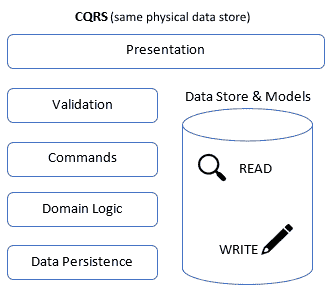 CQRS (same physical data store)
Presentation
Validation
Data Store & Models
Commands
READ
Domain Logic
WRITE
Data Persistence